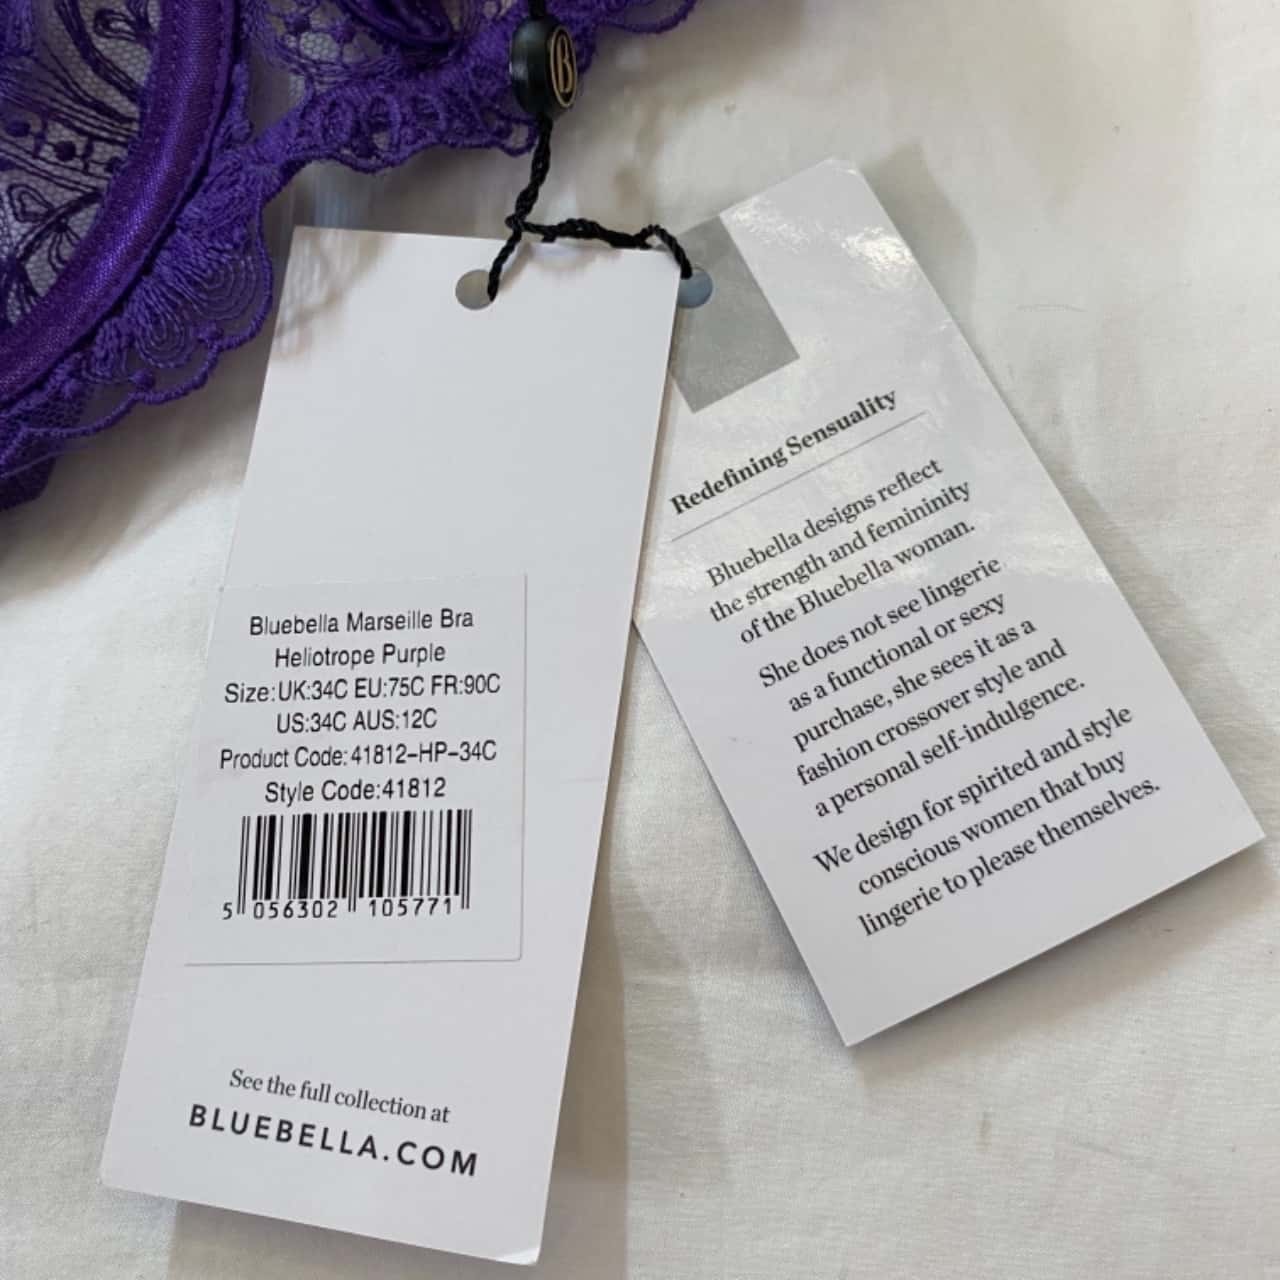 B
Bluebella Marseille Bra
Heliotrope Purple
Size:UK:34C EU:75C FR:90C
US:34C AUS:12C
Product Code:41812-HP-34C
Style Code:41812
5 056302 105771
See the full collection at
BLUEBELLA.COM
Redefining Sensuality
Bluebella designs reflect
the strength and femininity
of the Bluebella woman.
She does not see lingerie
as a functional or sexy
purchase, she sees it as a
fashion crossover style and
a personal self-indulgence.
We design for spirited and style
conscious women that buy
lingerie to please themselves.